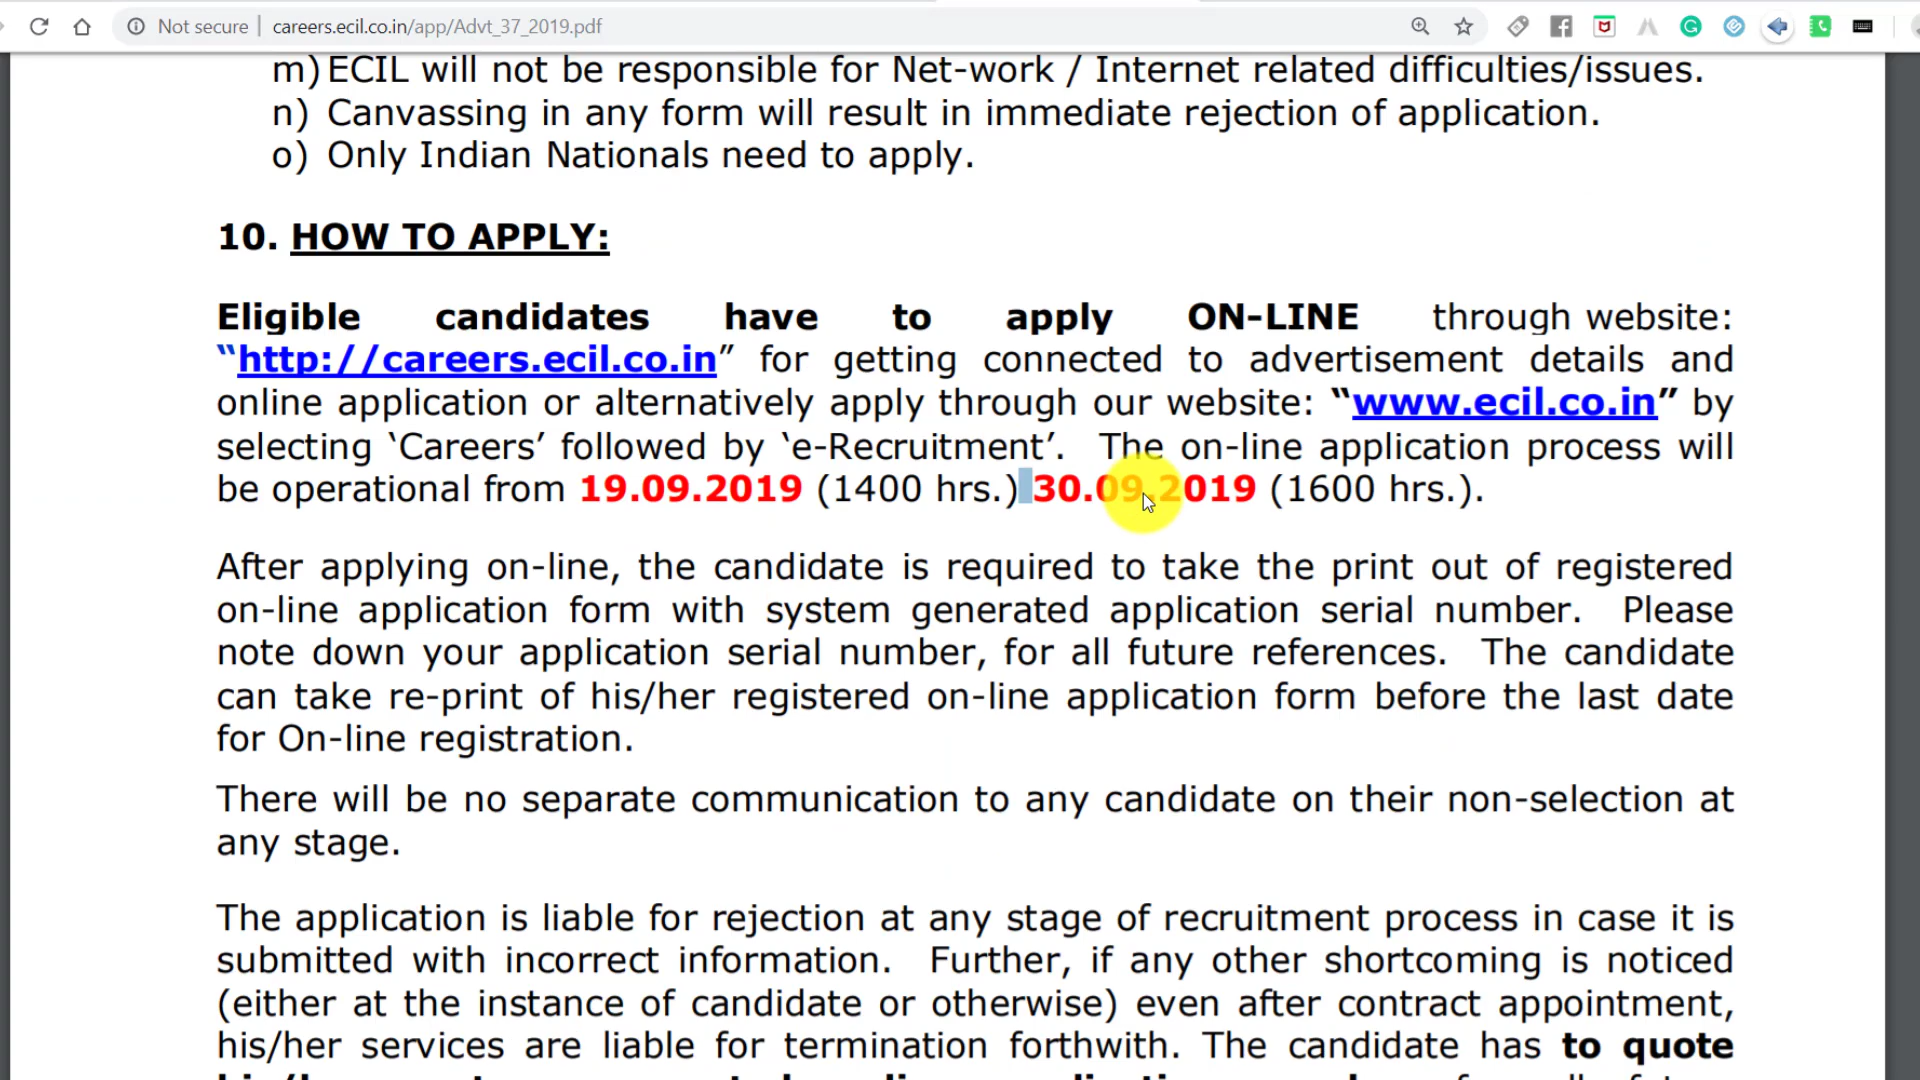 Not secure | careers.ecil.co.in/app/Advt_37_2019.pdf
m) ECIL will not be responsible for Net-work / Internet related difficulties/issues.
n) Canvassing in any form will result in immediate rejection of application.
o) Only Indian Nationals need to apply.
10. HOW TO APPLY:
Eligible candidates have to apply ON-LINE through website:
“http://careers.ecil.co.in” for getting connected to advertisement details and
online application or alternatively apply through our website: “www.ecil.co.in” by
selecting ‘Careers’ followed by ‘e-Recruitment’. The on-line application process will
be operational from 19.09.2019 (1400 hrs.) 30.09.2019 (1600 hrs.).
After applying on-line, the candidate is required to take the print out of registered
on-line application form with system generated application serial number. Please
note down your application serial number, for all future references. The candidate
can take re-print of his/her registered on-line application form before the last date
for On-line registration.
There will be no separate communication to any candidate on their non-selection at
any stage.
The application is liable for rejection at any stage of recruitment process in case it is
submitted with incorrect information. Further, if any other shortcoming is noticed
(either at the instance of candidate or otherwise) even after contract appointment,
his/her services are liable for termination forthwith. The candidate has to quote